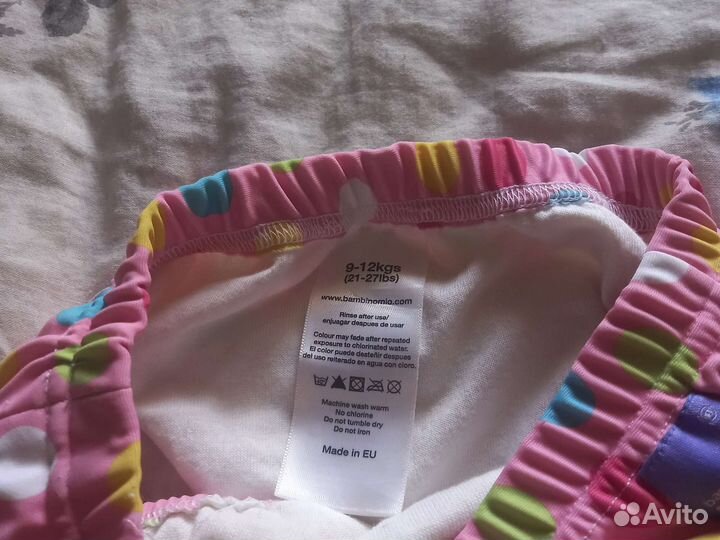 9-12kgs
(21-27lbs)
www.bambinomio.com
Rinse after use/
enjuagar despues de usar
Colour may fade after repeated
exposure to chlorinated water.
El color puede desteñir después
del uso reiterado en agua con cloro.
Machine wash warm
No chlorine
Do not tumble dry
Do not iron
Made in EU
Avito